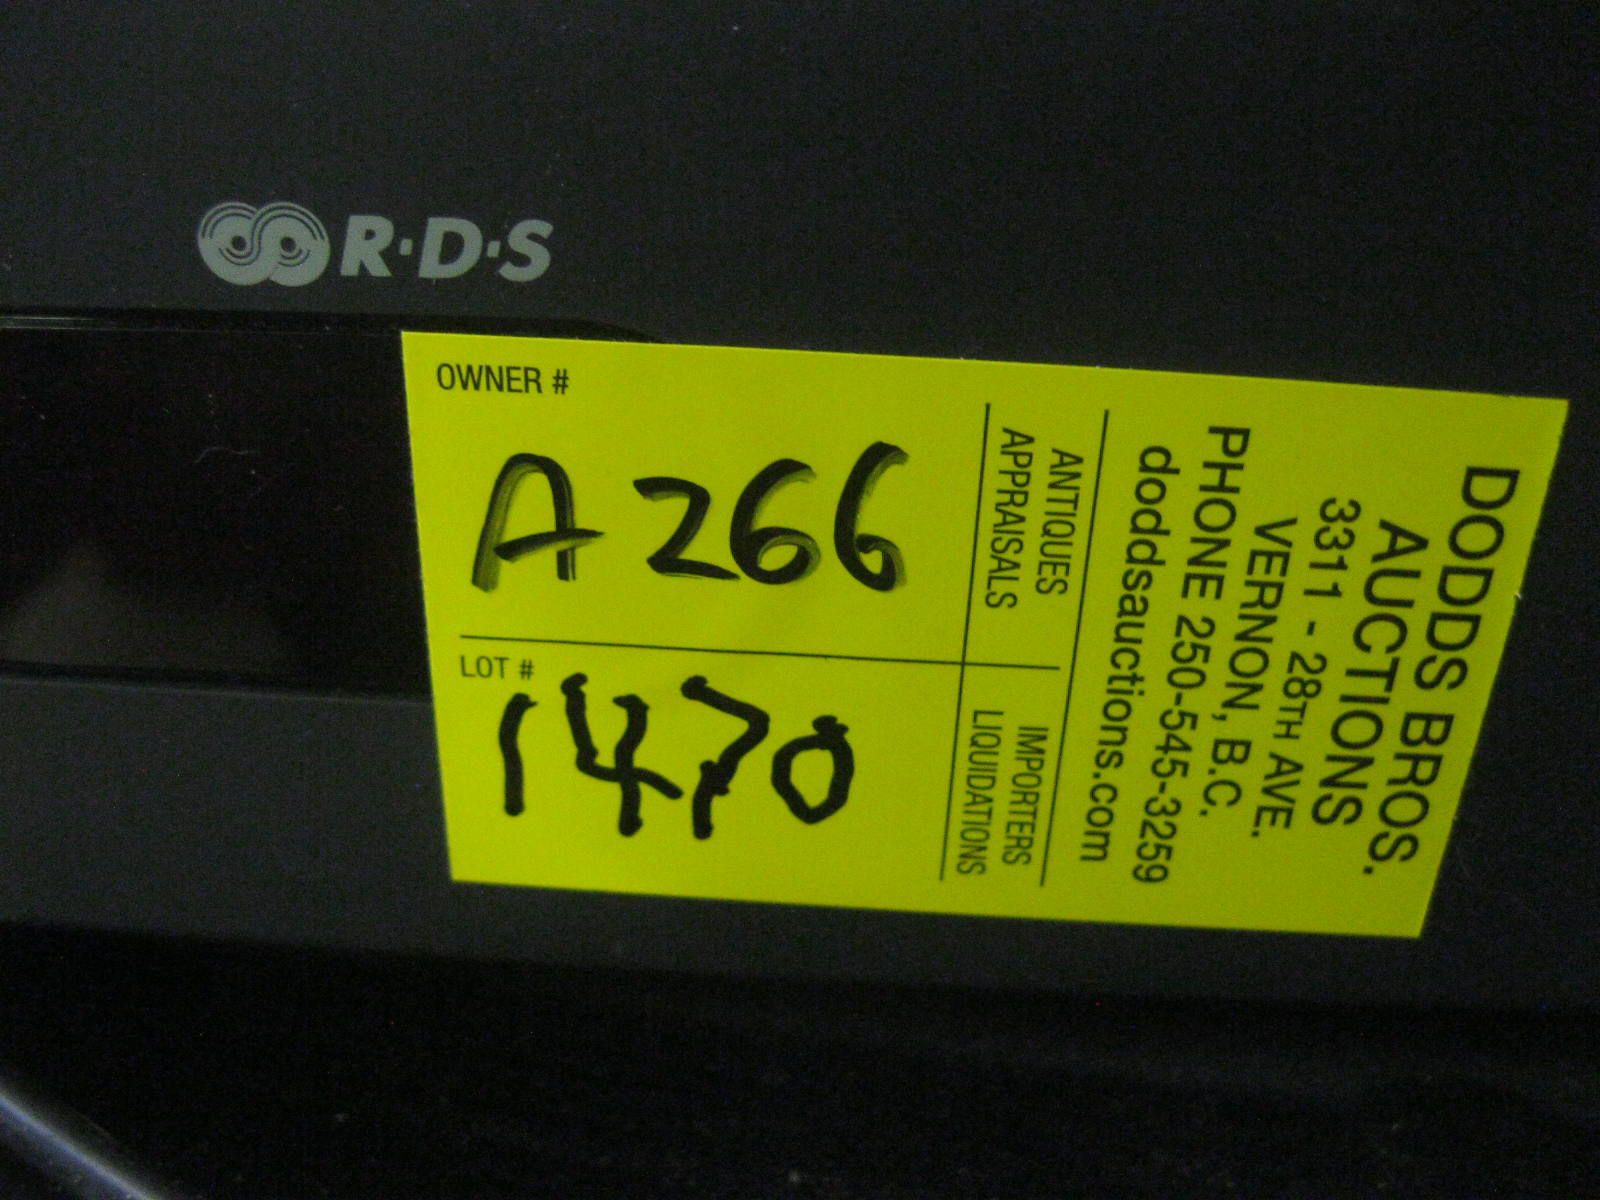 R·D·S
OWNER #
A266
LOT #
1470
ANTIQUES
APPRAISALS
IMPORTERS
LIQUIDATIONS
DODDS BROS.
AUCTIONS
3311 - 28TH AVE.
VERNON, B.C.
PHONE 250-545-3259
doddsauctions.com